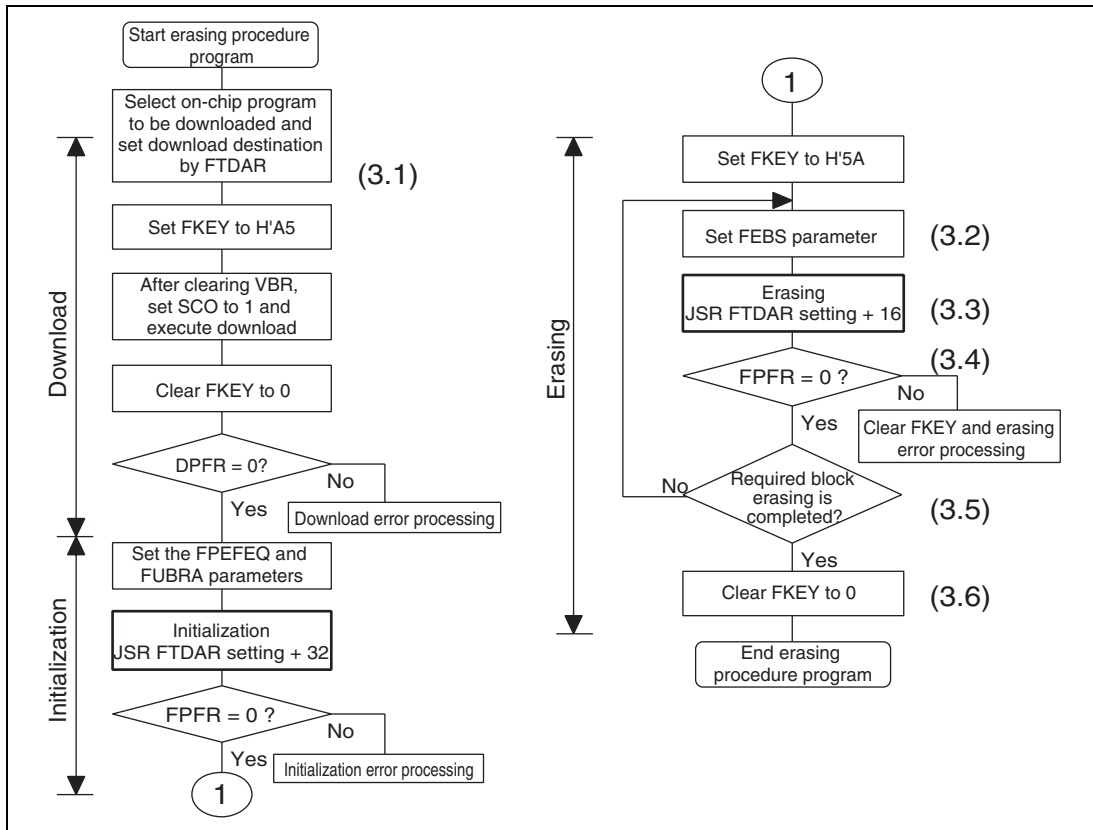 Start erasing procedure
program
Select on-chip program
to be downloaded and
set download destination
by FTDAR
(3.1)
Set FKEY to H'A5
After clearing VBR,
set SCO to 1 and
execute download
Clear FKEY to 0
DPFR = 0?
No
Yes
Download error processing
Download
Set the FPEFEQ and
FUBRA parameters
Initialization
JSR FTDAR setting + 32
FPFR = 0 ?
No
Yes
Initialization error processing
Initialization
1
1
Set FKEY to H'5A
Set FEBS parameter
(3.2)
Erasing
JSR FTDAR setting + 16
(3.3)
(3.4)
FPFR = 0 ?
No
Yes
Clear FKEY and erasing
error processing
Erasing
No
Required block
erasing is
completed?
(3.5)
Yes
Clear FKEY to 0
(3.6)
End erasing
procedure program